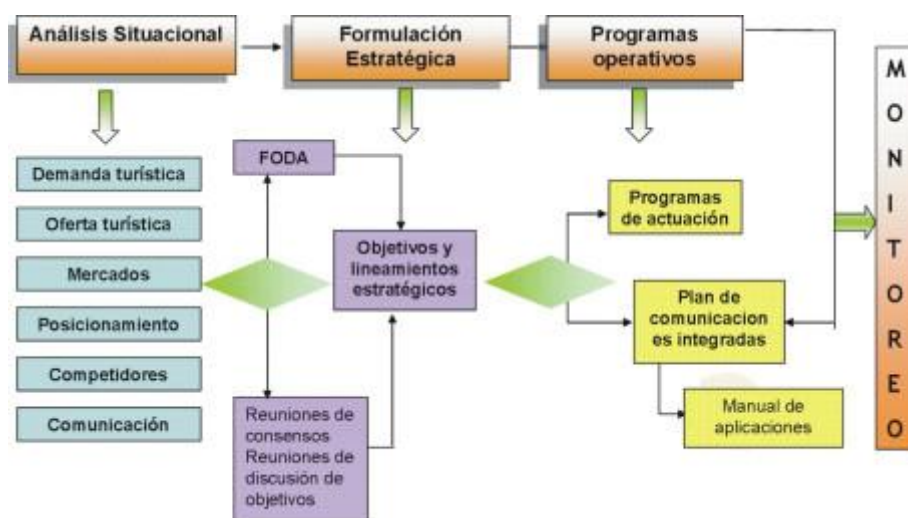 Análisis Situacional
Formulación
Estratégica
Programas
operativos
MONITOREO
Demanda turística
Oferta turística
Mercados
Posicionamiento
Competidores
Comunicación
FODA
Objetivos y
lineamientos
estratégicos
Reuniones de
consensos
Reuniones de
discusión de
objetivos
Programas
de actuación
Plan de
comunicacion
es integradas
Manual de
aplicaciones